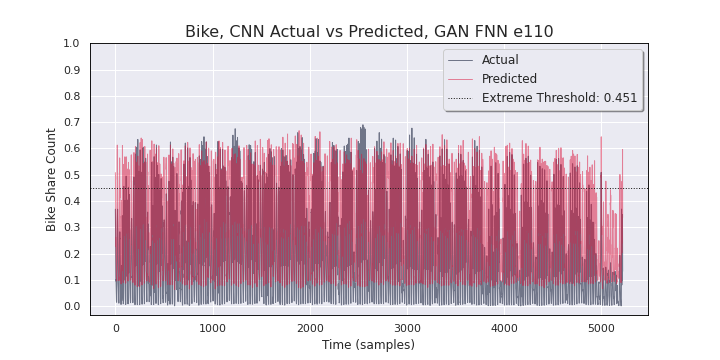 Bike, CNN Actual vs Predicted, GAN FNN e110
Actual
Predicted
Extreme Threshold: 0.451
Bike Share Count
1.0
0.9
0.8
0.7
0.6
0.5
0.4
0.3
0.2
0.1
0.0
0 1000 2000 3000 4000 5000
Time (samples)